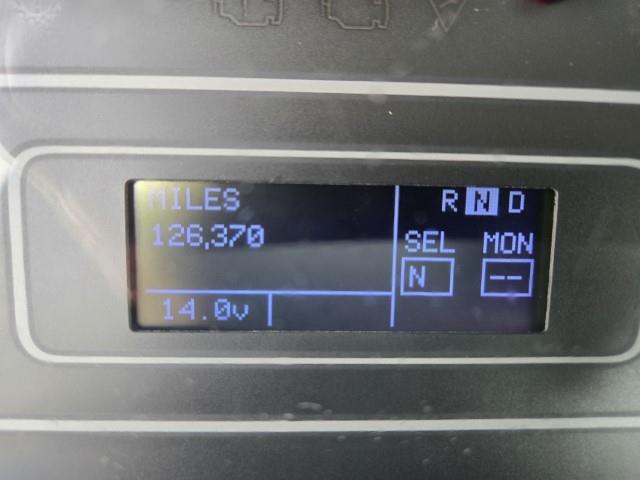 MILES
126,370
14.0v
R N D
SEL MON
N --